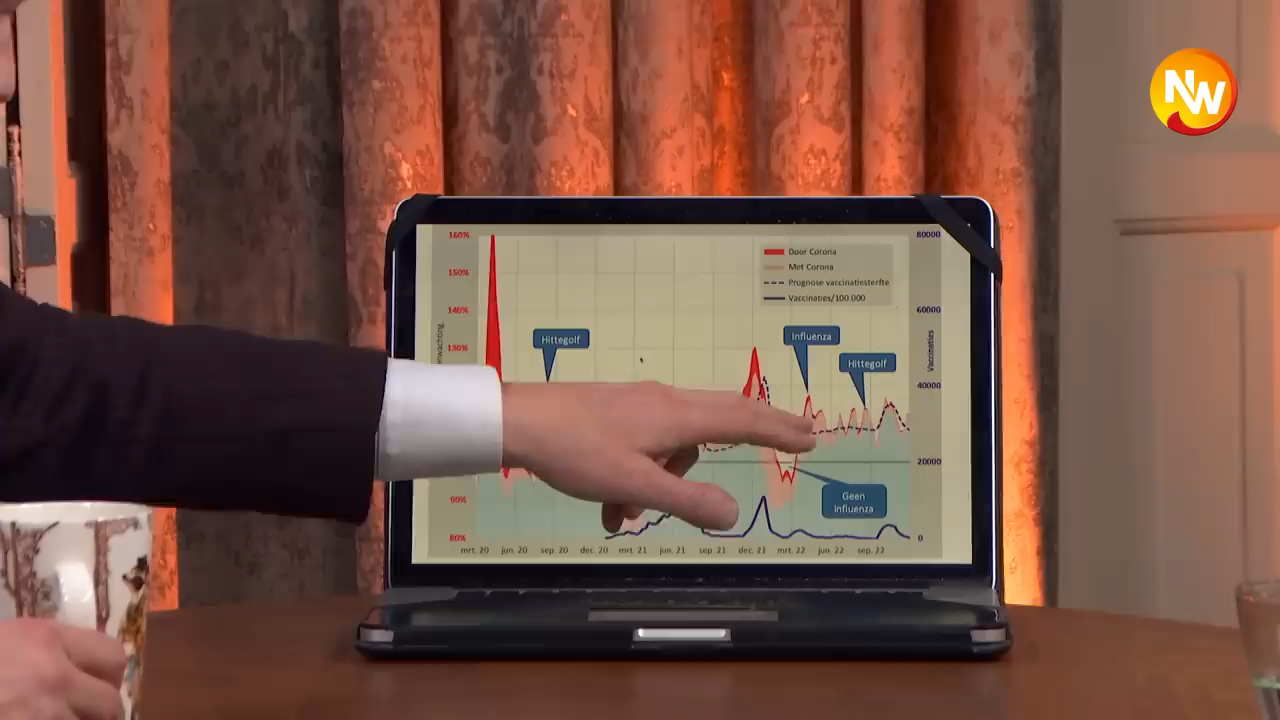 NW
160%
150%
140%
130%
90%
80%
80000
60000
40000
20000
0
Vaccinaties
Door Corona
Met Corona
Prognose vaccinatiesterfte
Vaccinaties/100.000
Hittegolf
Influenza
Hittegolf
Geen
Influenza
mrt. 20 jun. 20 sep. 20 dec. 20 mrt. 21 jun. 21 sep. 21 dec. 21 mrt. 22 jun. 22 sep. 22